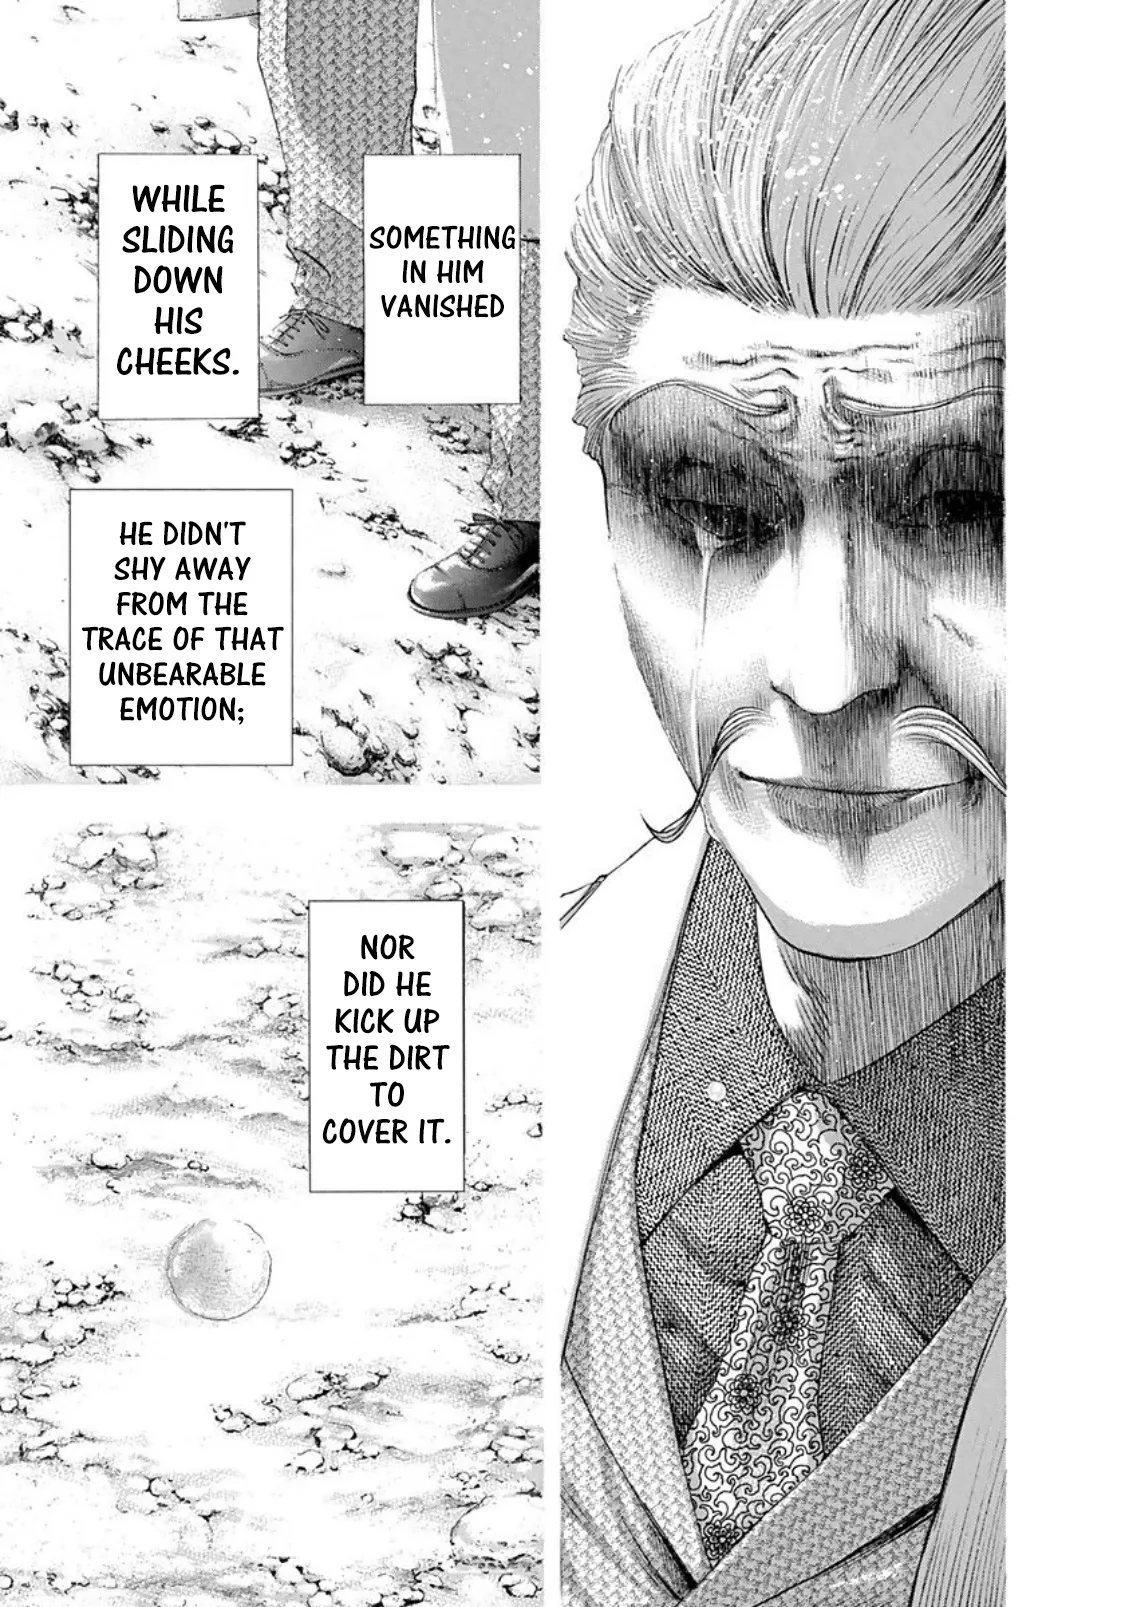 SOMETHING
IN HIM
VANISHED
WHILE
SLIDING
DOWN
HIS
CHEEKS.
HE DIDN'T
SHY AWAY
FROM THE
TRACE OF THAT
UNBEARABLE
EMOTION;
NOR
DID HE
KICK UP
THE DIRT
TO
COVER IT.